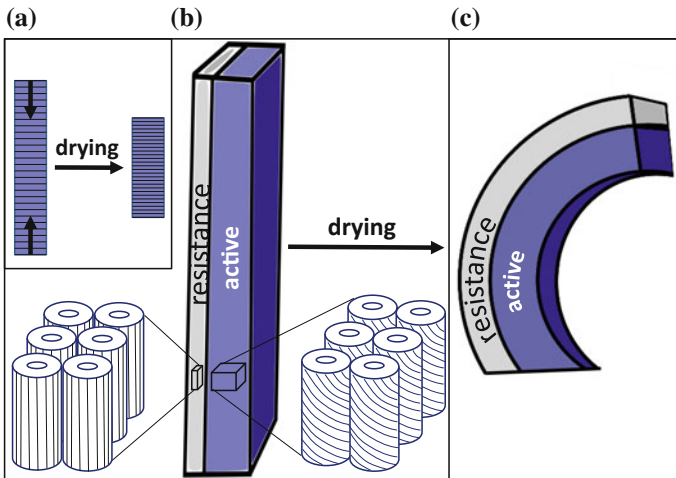 (a)
(b)
(c)
drying
resistance
active
drying
resistance
active